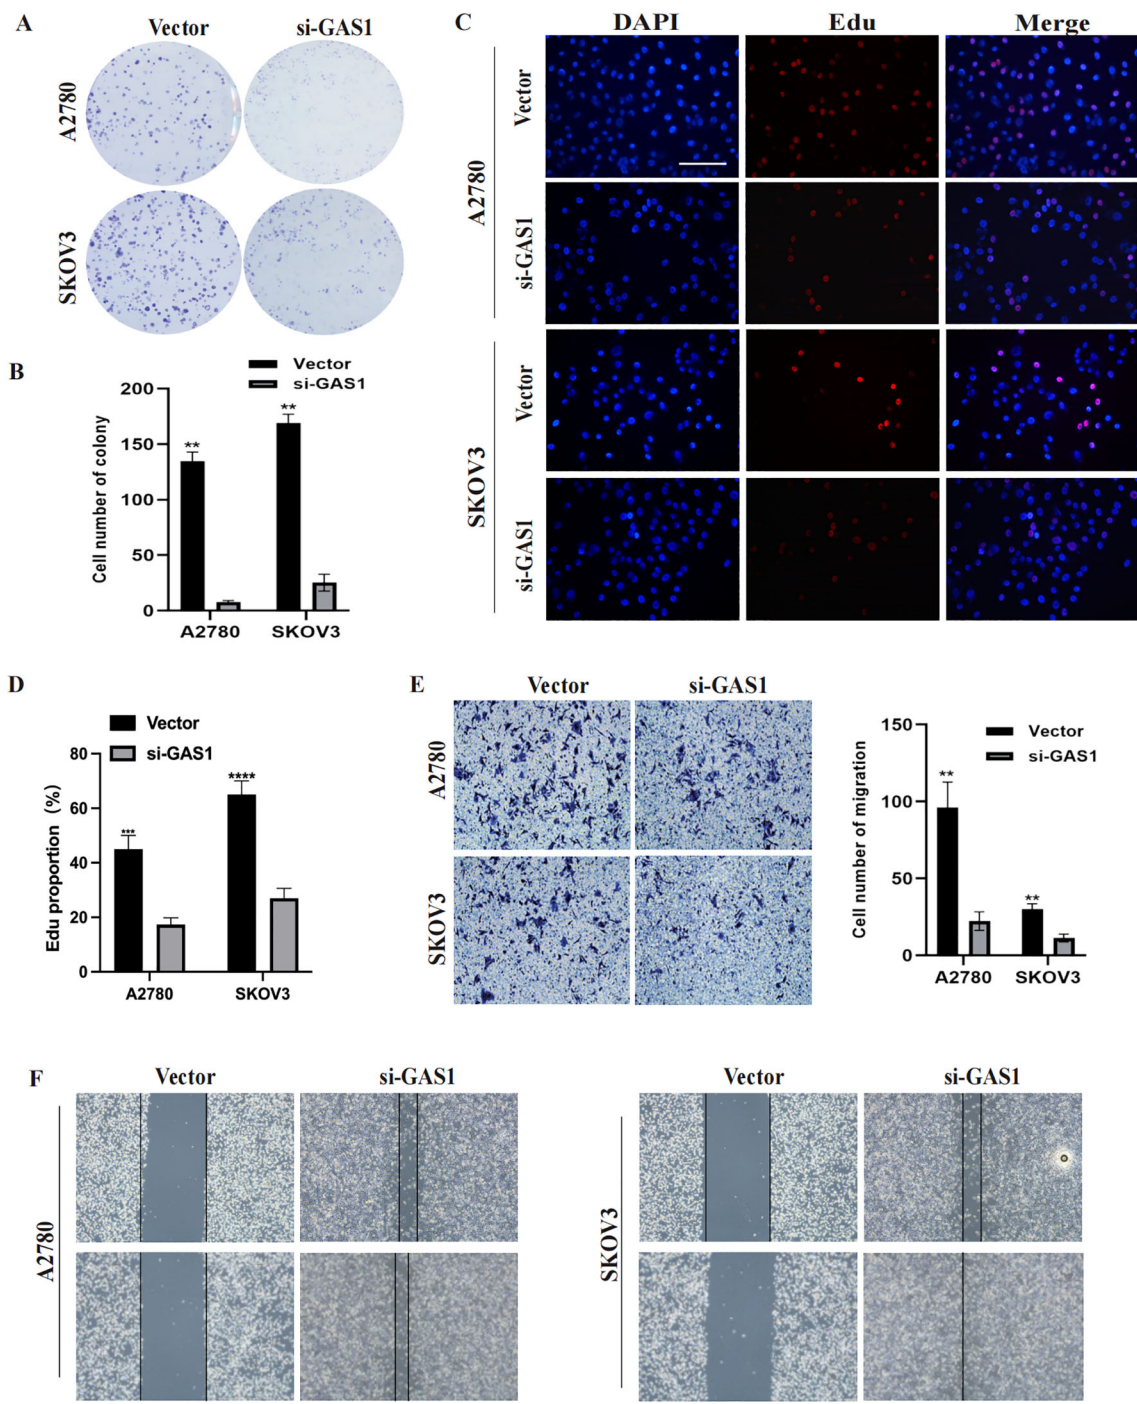 A
Vector si-GAS1
A2780
SKOV3
B
Vector
si-GAS1
Cell number of colony
200
150
100
50
0
**
**
A2780 SKOV3
C
DAPI Edu Merge
A2780
Vector
si-GAS1
SKOV3
Vector
si-GAS1
D
Vector
si-GAS1
Edu proportion (%)
80
60
40
20
0
***
****
A2780 SKOV3
E
Vector si-GAS1
A2780
SKOV3
Cell number of migration
150
100
50
0
Vector
si-GAS1
**
**
A2780 SKOV3
F
Vector si-GAS1
A2780
Vector si-GAS1
SKOV3